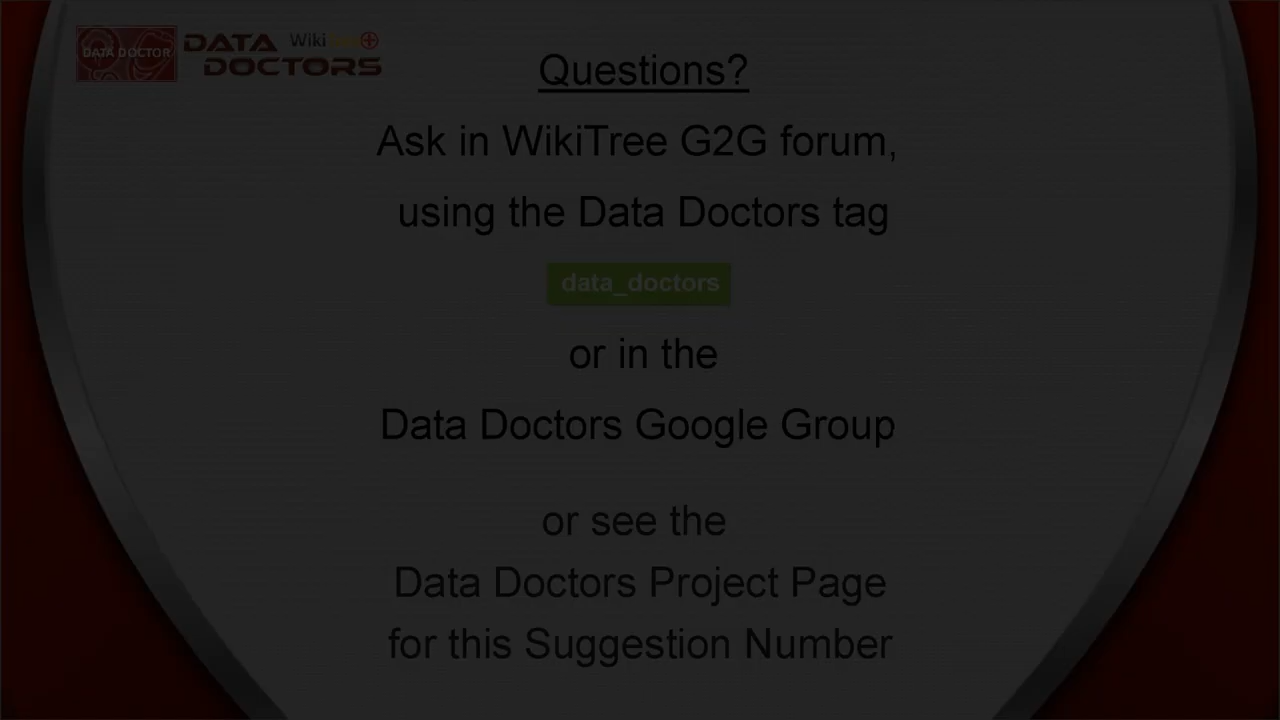 DATA DOCTOR
DATA
Wiki
DOCTORS
Questions?
Ask in WikiTree G2G forum,
using the Data Doctors tag
data_doctors
or in the
Data Doctors Google Group
or see the
Data Doctors Project Page
for this Suggestion Number